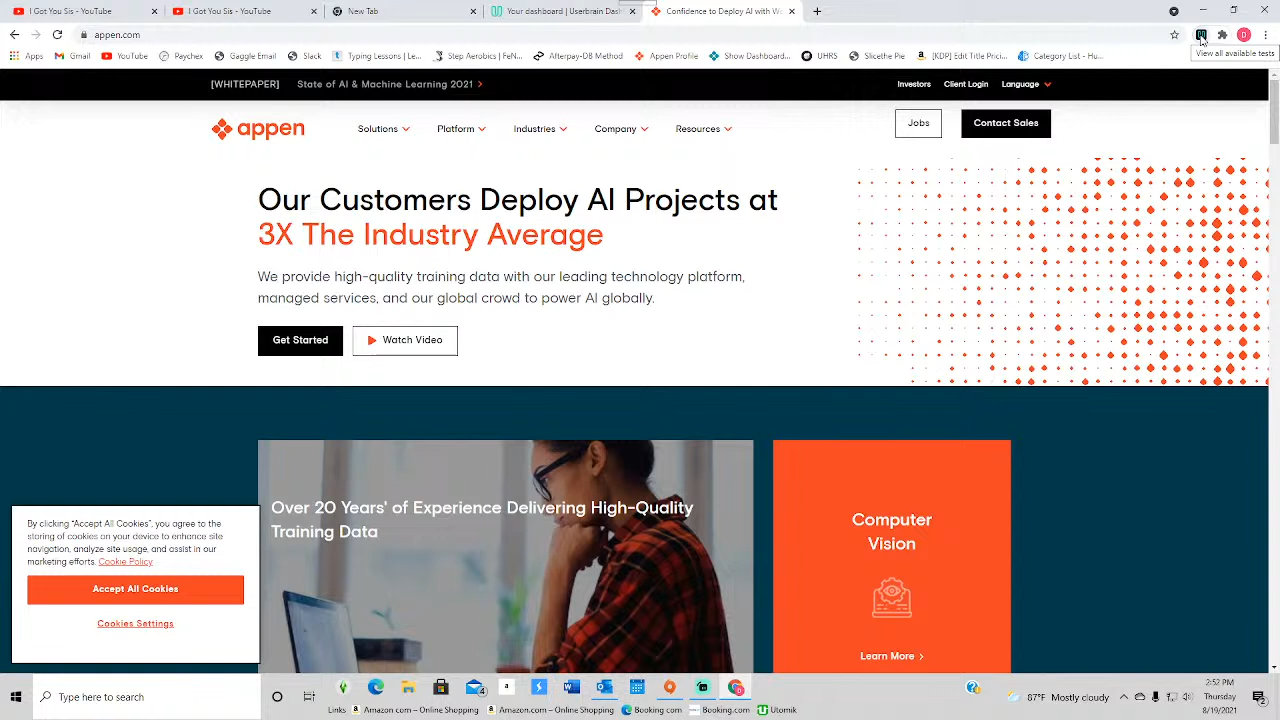 I Got You Sis - YouTube
I Got You Sis - YouTube
New Tab
Your dashboard | Userbrain Das
Confidence to Deploy AI with Wo
appen.com
View all available tests
Apps
Gmail
YouTube
Paychex
Gaggle Email
Slack
Typing Lessons | Le...
Step Aerobics | FeN...
Afterpay-DB Method
Appen Profile
Show Dashboard...
UHRS
Slicethe Pie
[KDP] Edit Title Prici...
Category List - Hu...
[WHITEPAPER] State of AI & Machine Learning 2021
Investors
Client Login
Language
appen
Solutions
Platform
Industries
Company
Resources
Jobs
Contact Sales
Our Customers Deploy AI Projects at
3X The Industry Average
We provide high-quality training data with our leading technology platform,
managed services, and our global crowd to power AI globally.
Get Started
Watch Video
Over 20 Years' of Experience Delivering High-Quality
Training Data
Computer
Vision
Learn More
By clicking "Accept All Cookies", you agree to the
storing of cookies on your device to enhance site
navigation, analyze site usage, and assist in our
marketing efforts. Cookie Policy
Accept All Cookies
Cookies Settings
Type here to search
87°F Mostly cloudy
2:52 PM
Thursday
8/19/2021
Links
Amazon.com – Online Shopping
Amazon.com – Online Shopping
Booking.com
Booking.com
Utomik